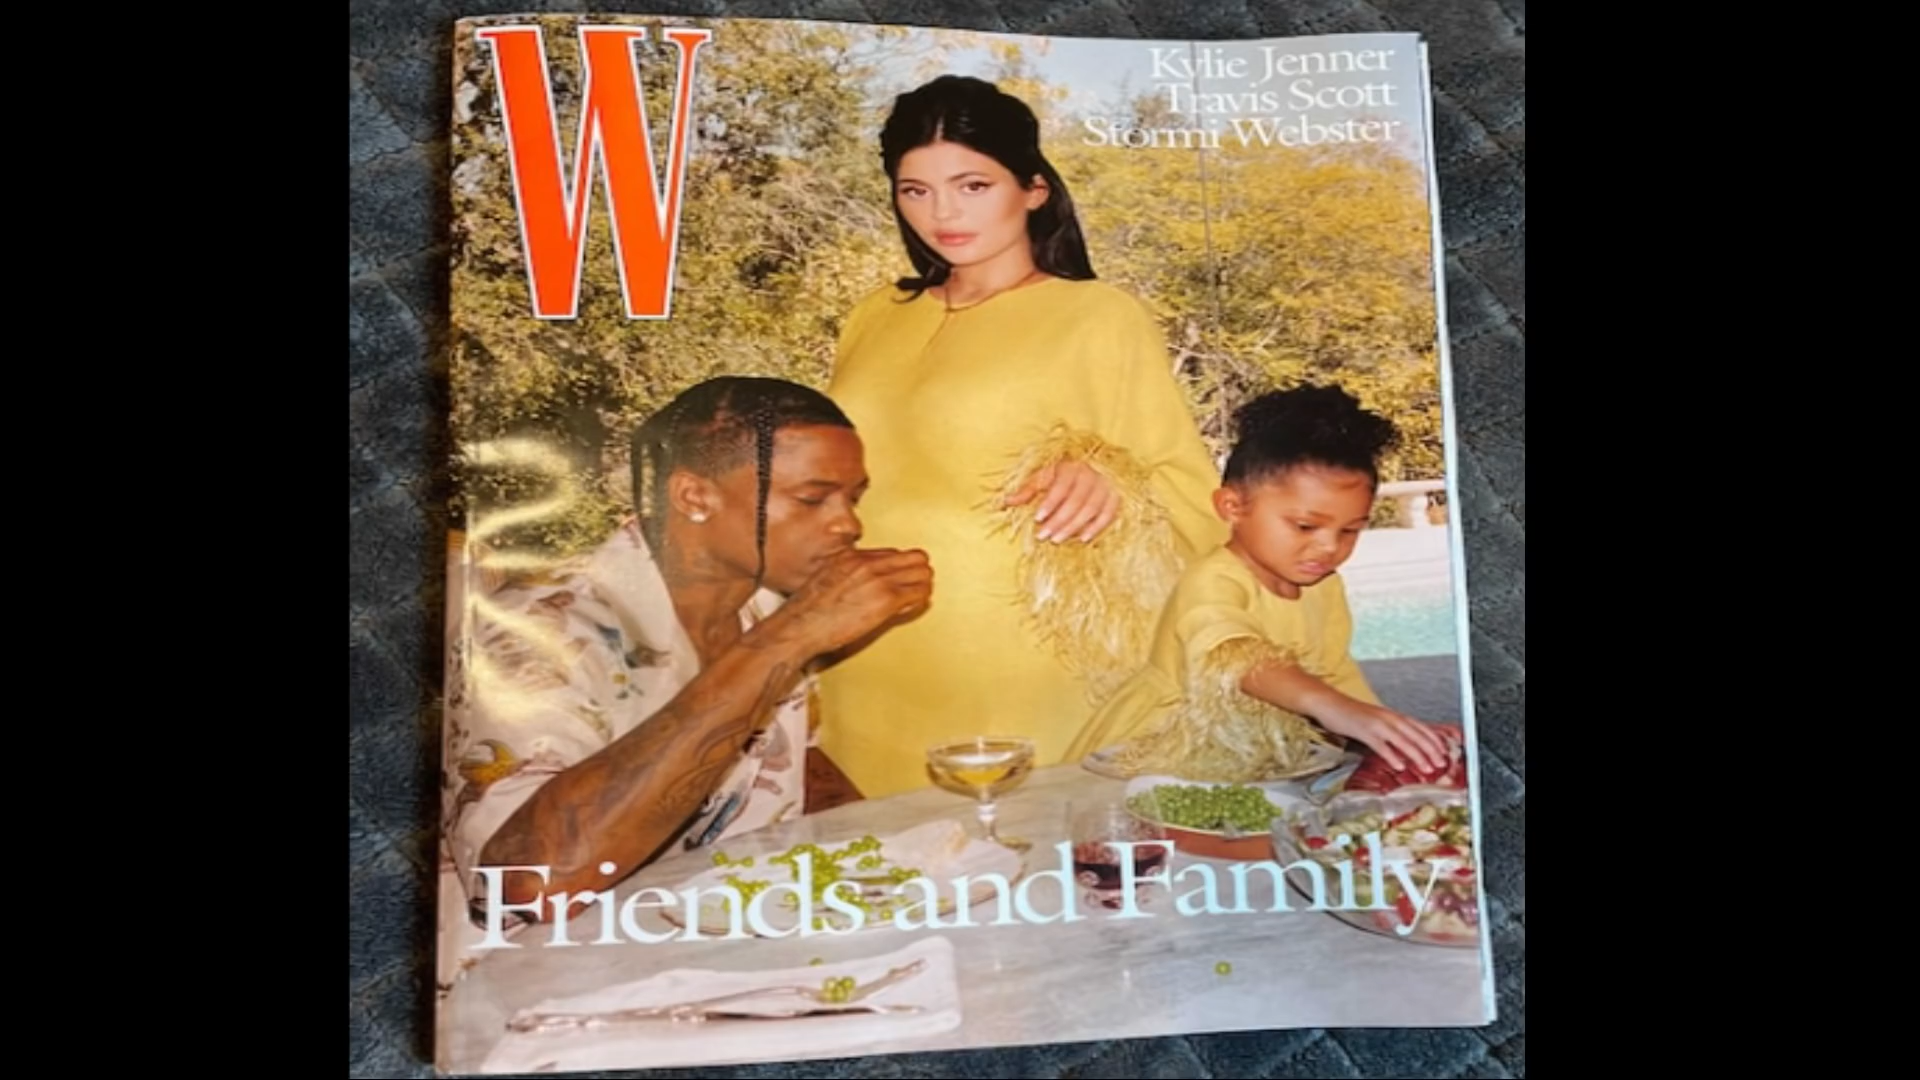 W
Kylie Jenner
Travis Scott
Stormi Webster
Friends and Family